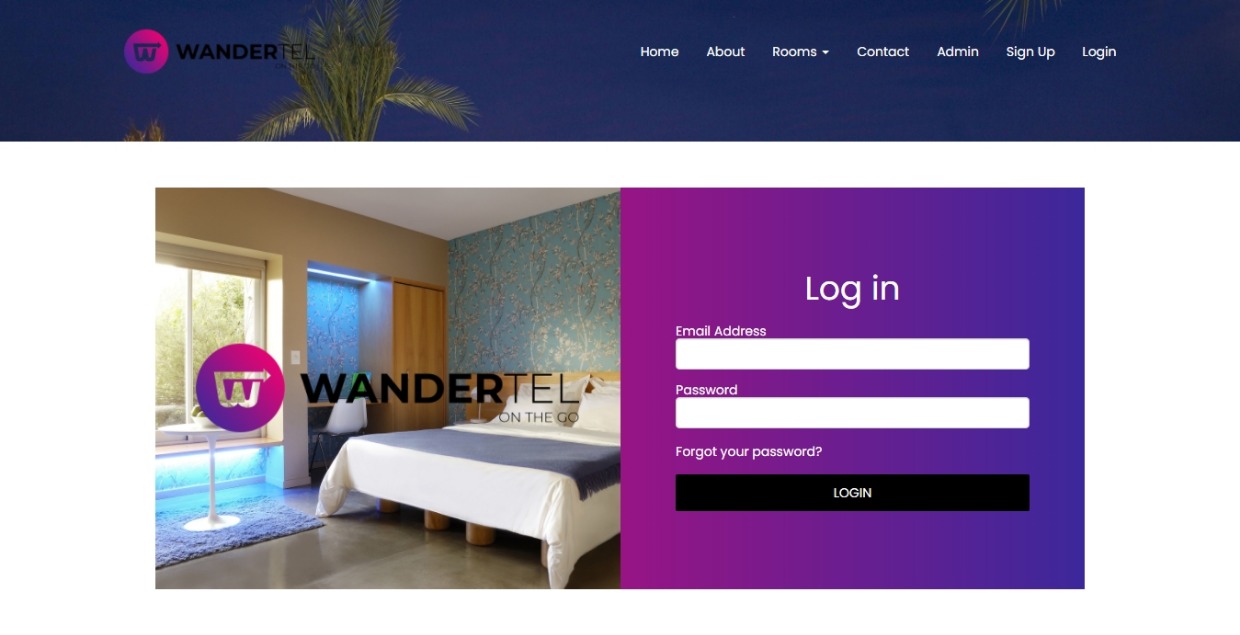 WANDERTEL
Home About Rooms Contact Admin Sign Up Login
WANDERTEL
ON THE GO
Log in
Email Address
Password
Forgot your password?
LOGIN